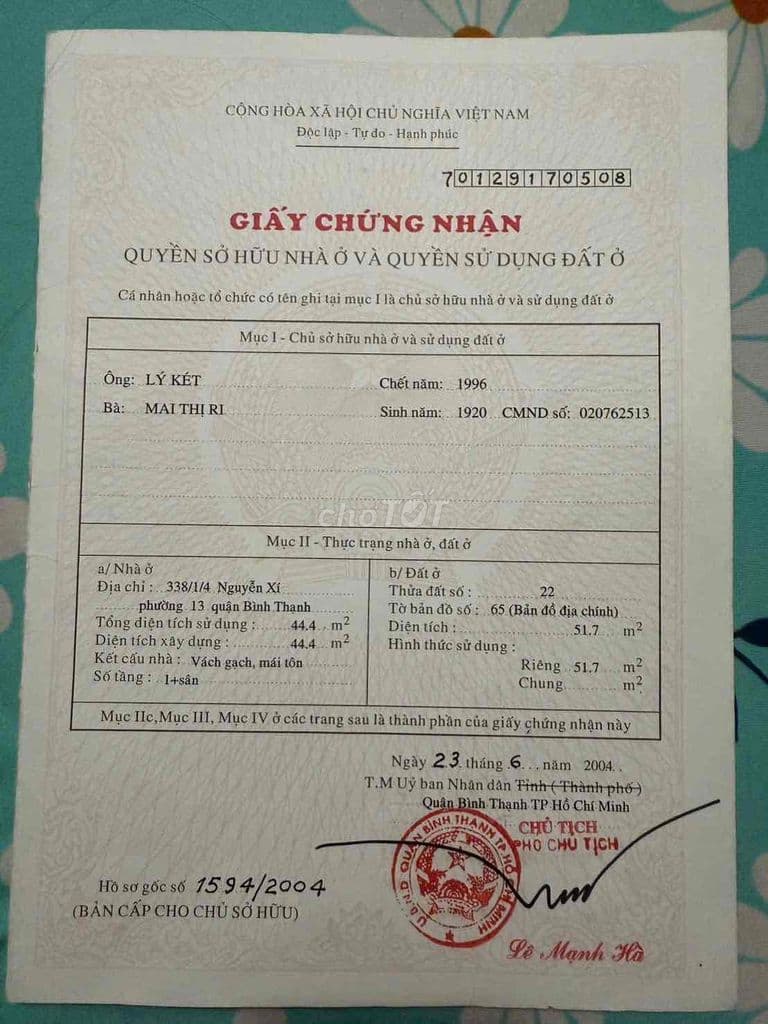 CỘNG HÒA XÃ HỘI CHỦ NGHĨA VIỆT NAM
Độc lập - Tự do - Hạnh phúc
70129170508
GIẤY CHỨNG NHẬN
QUYỀN SỞ HỮU NHÀ Ở VÀ QUYỀN SỬ DỤNG ĐẤT Ở
Cá nhân hoặc tổ chức có tên ghi tại mục I là chủ sở hữu nhà ở và sử dụng đất ở
Mục I - Chủ sở hữu nhà ở và sử dụng đất ở
Ông: LÝ KÉT Chết năm: 1996
Bà: MAI THỊ RI Sinh năm: 1920 CMND số: 020762513
choTỐT
Mục II - Thực trạng nhà ở, đất ở
a/ Nhà ở
Địa chỉ : 338/1/4 Nguyễn Xí
phường 13 quận Bình Thạnh
Tổng diện tích sử dụng : 44.4 m2
Diện tích xây dựng : 44.4 m2
Kết cấu nhà : Vách gạch, mái tôn
Số tầng : 1+sân
b/ Đất ở
Thửa đất số : 22
Tờ bản đồ số : 65 (Bản đồ địa chính)
Diện tích : 51.7 m2
Hình thức sử dụng :
Riêng 51.7 m2
Chung m2
Mục IIc,Mục III, Mục IV ở các trang sau là thành phần của giấy chứng nhận này
Ngày 23 tháng 6 năm 2004
T.M Uỷ ban Nhân dân Tỉnh ( Thành phố )
Quận Bình Thạnh TP Hồ Chí Minh
CHỦ TỊCH
PHÓ CHỦ TỊCH
U.B.N.D QUẬN BÌNH THẠNH TP HỒ CHÍ MINH
Hồ sơ gốc số 1594/2004
(BẢN CẤP CHO CHỦ SỞ HỮU)
Lê Mạnh Hà